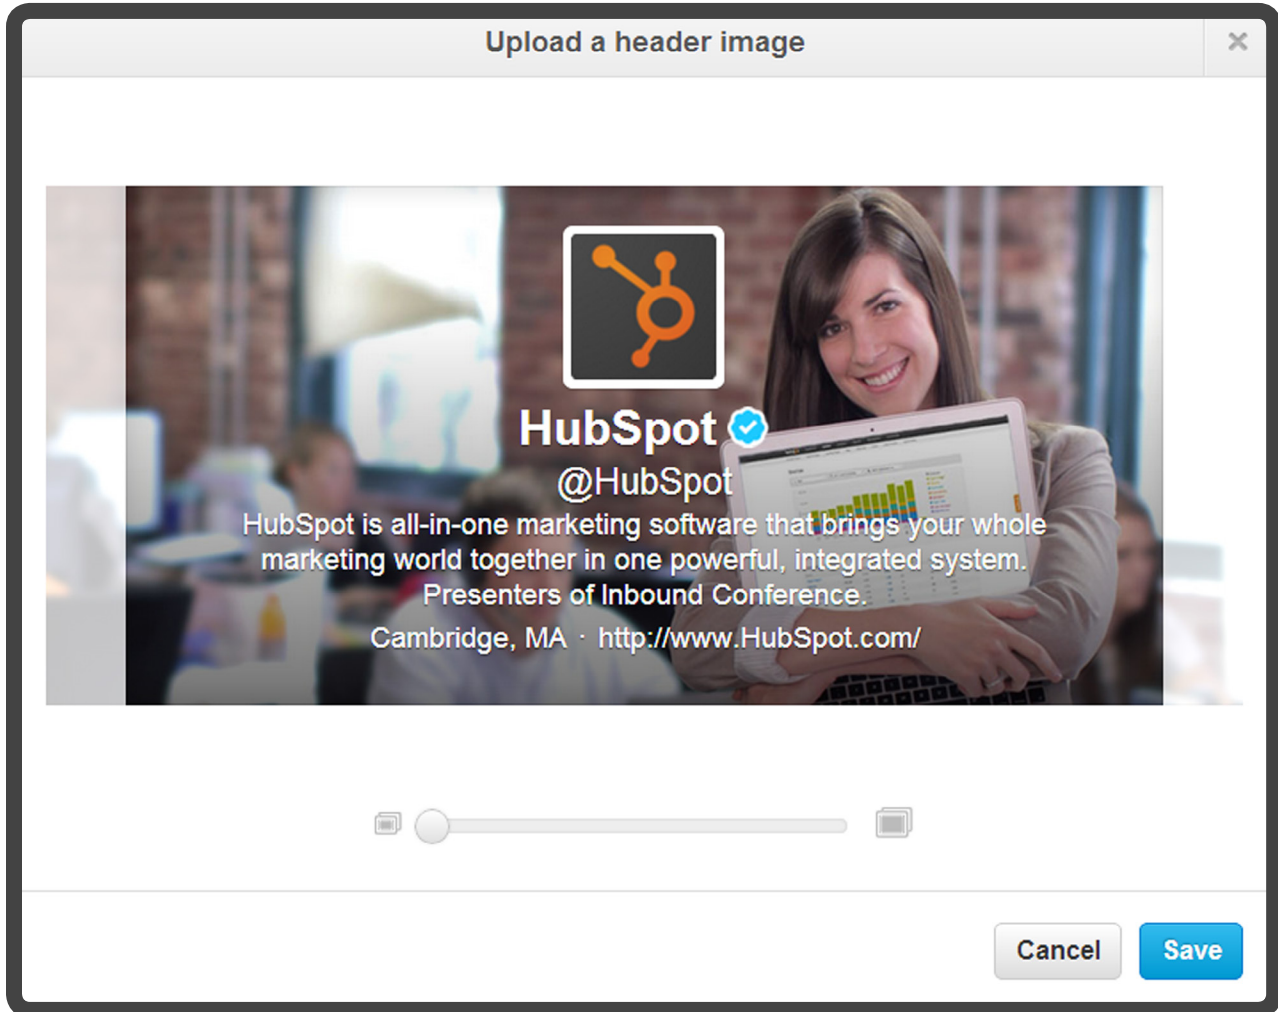 Upload a header image
HubSpot
@HubSpot
HubSpot is all-in-one marketing software that brings your whole
marketing world together in one powerful, integrated system.
Presenters of Inbound Conference.
Cambridge, MA · http://www.HubSpot.com/
Cancel
Save